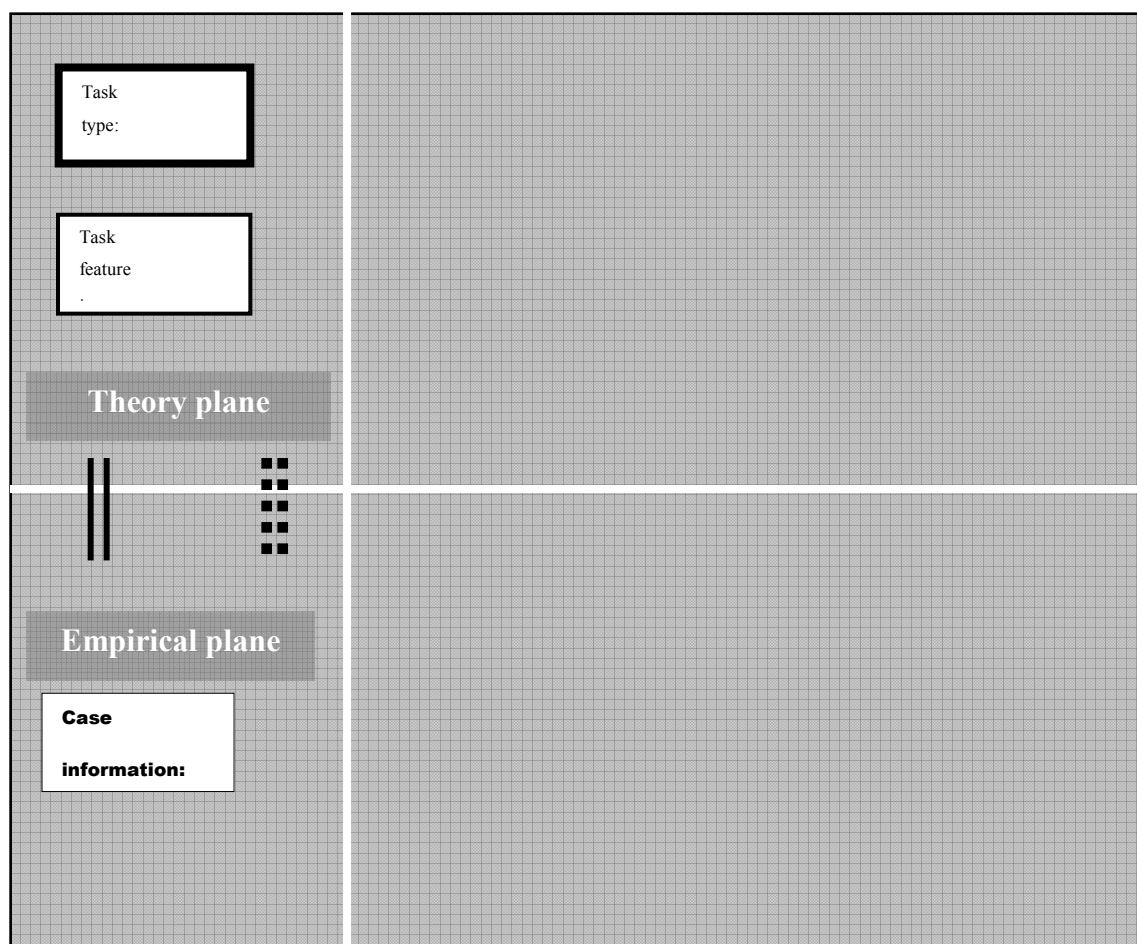 Task
type:
Task
feature
.
Theory plane
Empirical plane
Case
information: